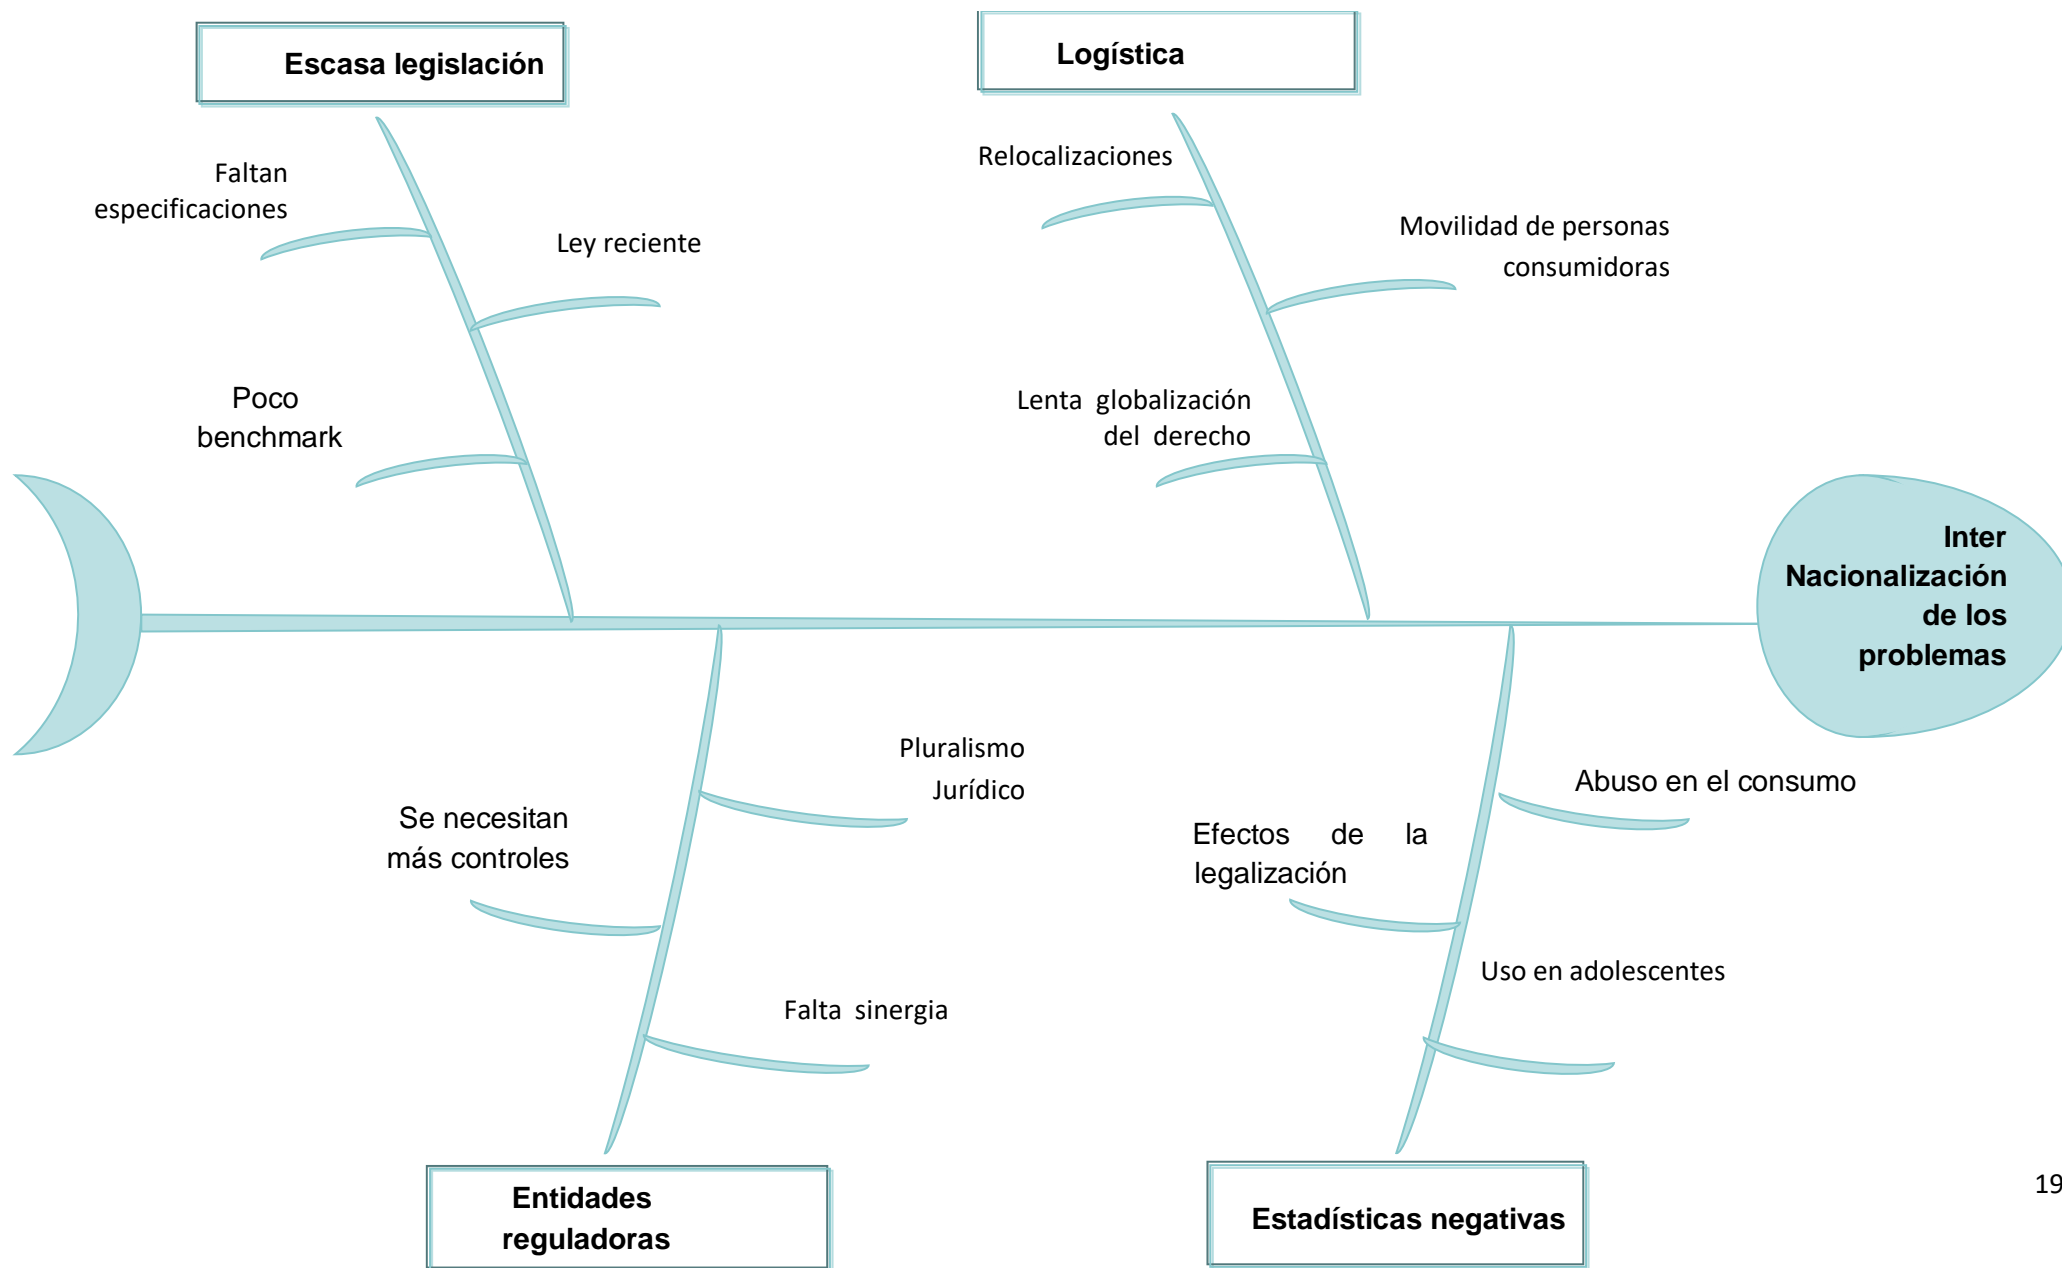 Escasa legislación
Logística
Faltan
especificaciones
Ley reciente
Poco
benchmark
Relocalizaciones
Movilidad de personas
consumidoras
Lenta globalización
del derecho
Inter
Nacionalización
de los
problemas
Pluralismo
Jurídico
Se necesitan
más controles
Falta sinergia
Abuso en el consumo
Efectos de la
legalización
Uso en adolescentes
Entidades
reguladoras
Estadísticas negativas
19